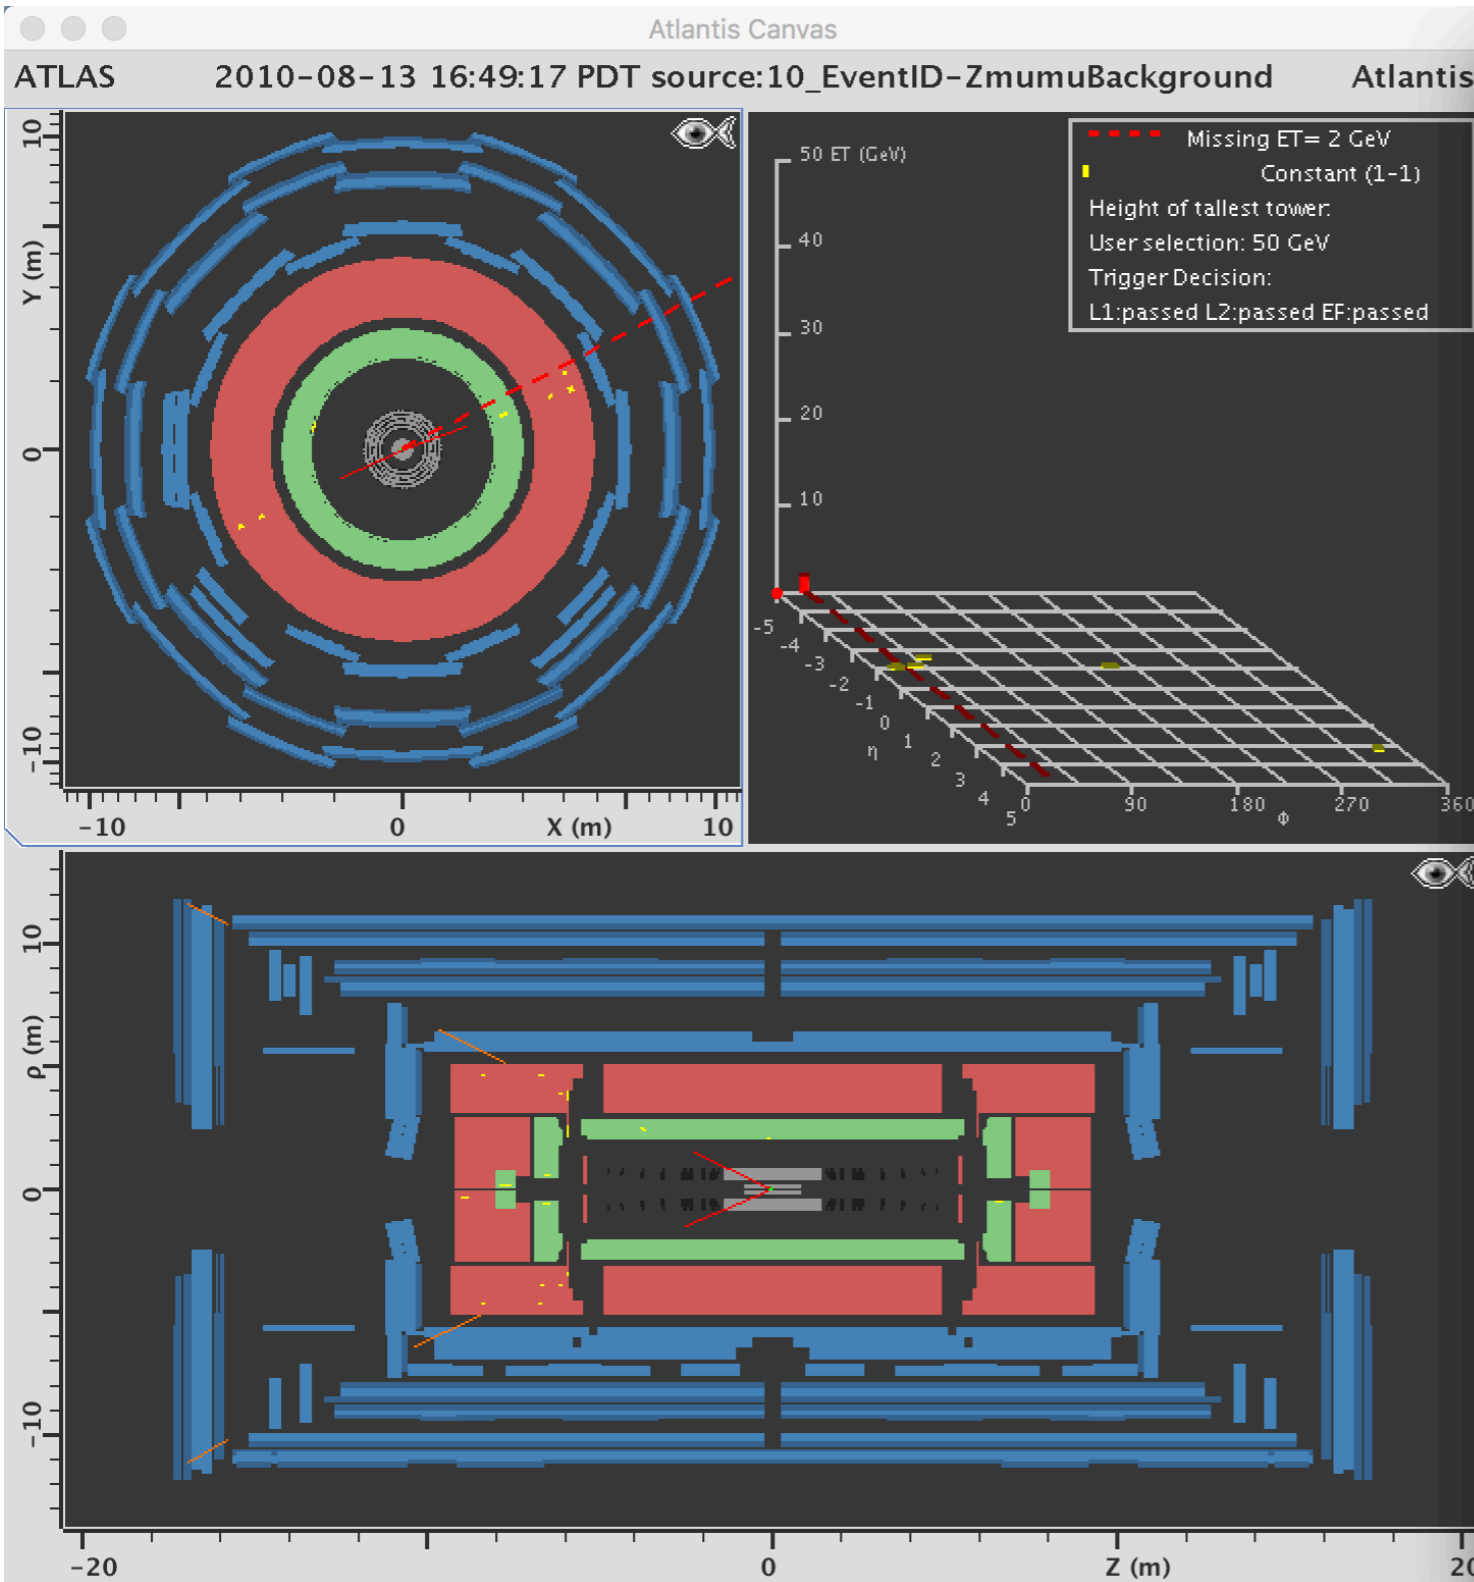 Atlantis Canvas
ATLAS 2010-08-13 16:49:17 PDT source:10_EventID-ZmumuBackground Atlantis
10
Y (m)
0
-10
-10 0 X (m) 10
50 ET (GeV)
40
30
20
10
Missing ET= 2 GeV
Constant (1-1)
Height of tallest tower:
User selection: 50 GeV
Trigger Decision:
L1:passed L2:passed EF:passed
-5
-4
-3
-2
-1
0
η
1
2
3
4
5
0 90 180 270 360
Φ
10
ρ (m)
0
-10
-20 0 Z (m) 20